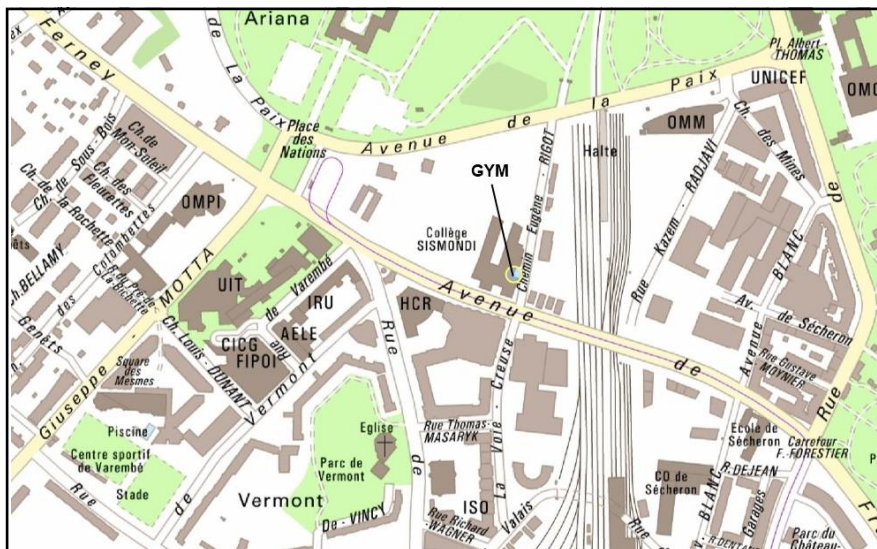 Ariana
Ferney
de
La
Paix
Place
des
Nations
Avenue de la Paix
Pl. Albert
THOMAS
UNICEF
OMM
Halte
GYM
Collège
SISMONDI
Chemin Eugène-RIGOT
Rue Kazem-RADJAVI
Ch. des Mines
BLANC
Av. de Sécheron
Avenue
Rue Gustave
MOYNIER
Ch. de
Mon-Soleil
Ch. de Sous-Bois
Ch. des
Fleurettes
Ch. de
la Rochette
Colombettes
des
OMPI
Ch. BELLAMY
Genêts
Giuseppe MOTTA
UIT
de Varembé
Rue
IRU
AELE
CICG
FIPOI
Ch. Louis-DUNANT
Vermont
de
HCR
Avenue de
Rue
de
Square
des
Mesmes
Piscine
Centre sportif
de Varembé
Stade
Rue
Eglise
Parc de
Vermont
Vermont
De-VINCY
Rue Thomas-
MASARYK
La Voie-Creuse
ISO
Rue Richard-
WAGNER
Valais
Rue
CO de
Sécheron
Ecole de
Sécheron
Carrefour
F.-FORESTIER
R. DEJEAN
BLANC
Garages
Parc du
Château-
Rue
de